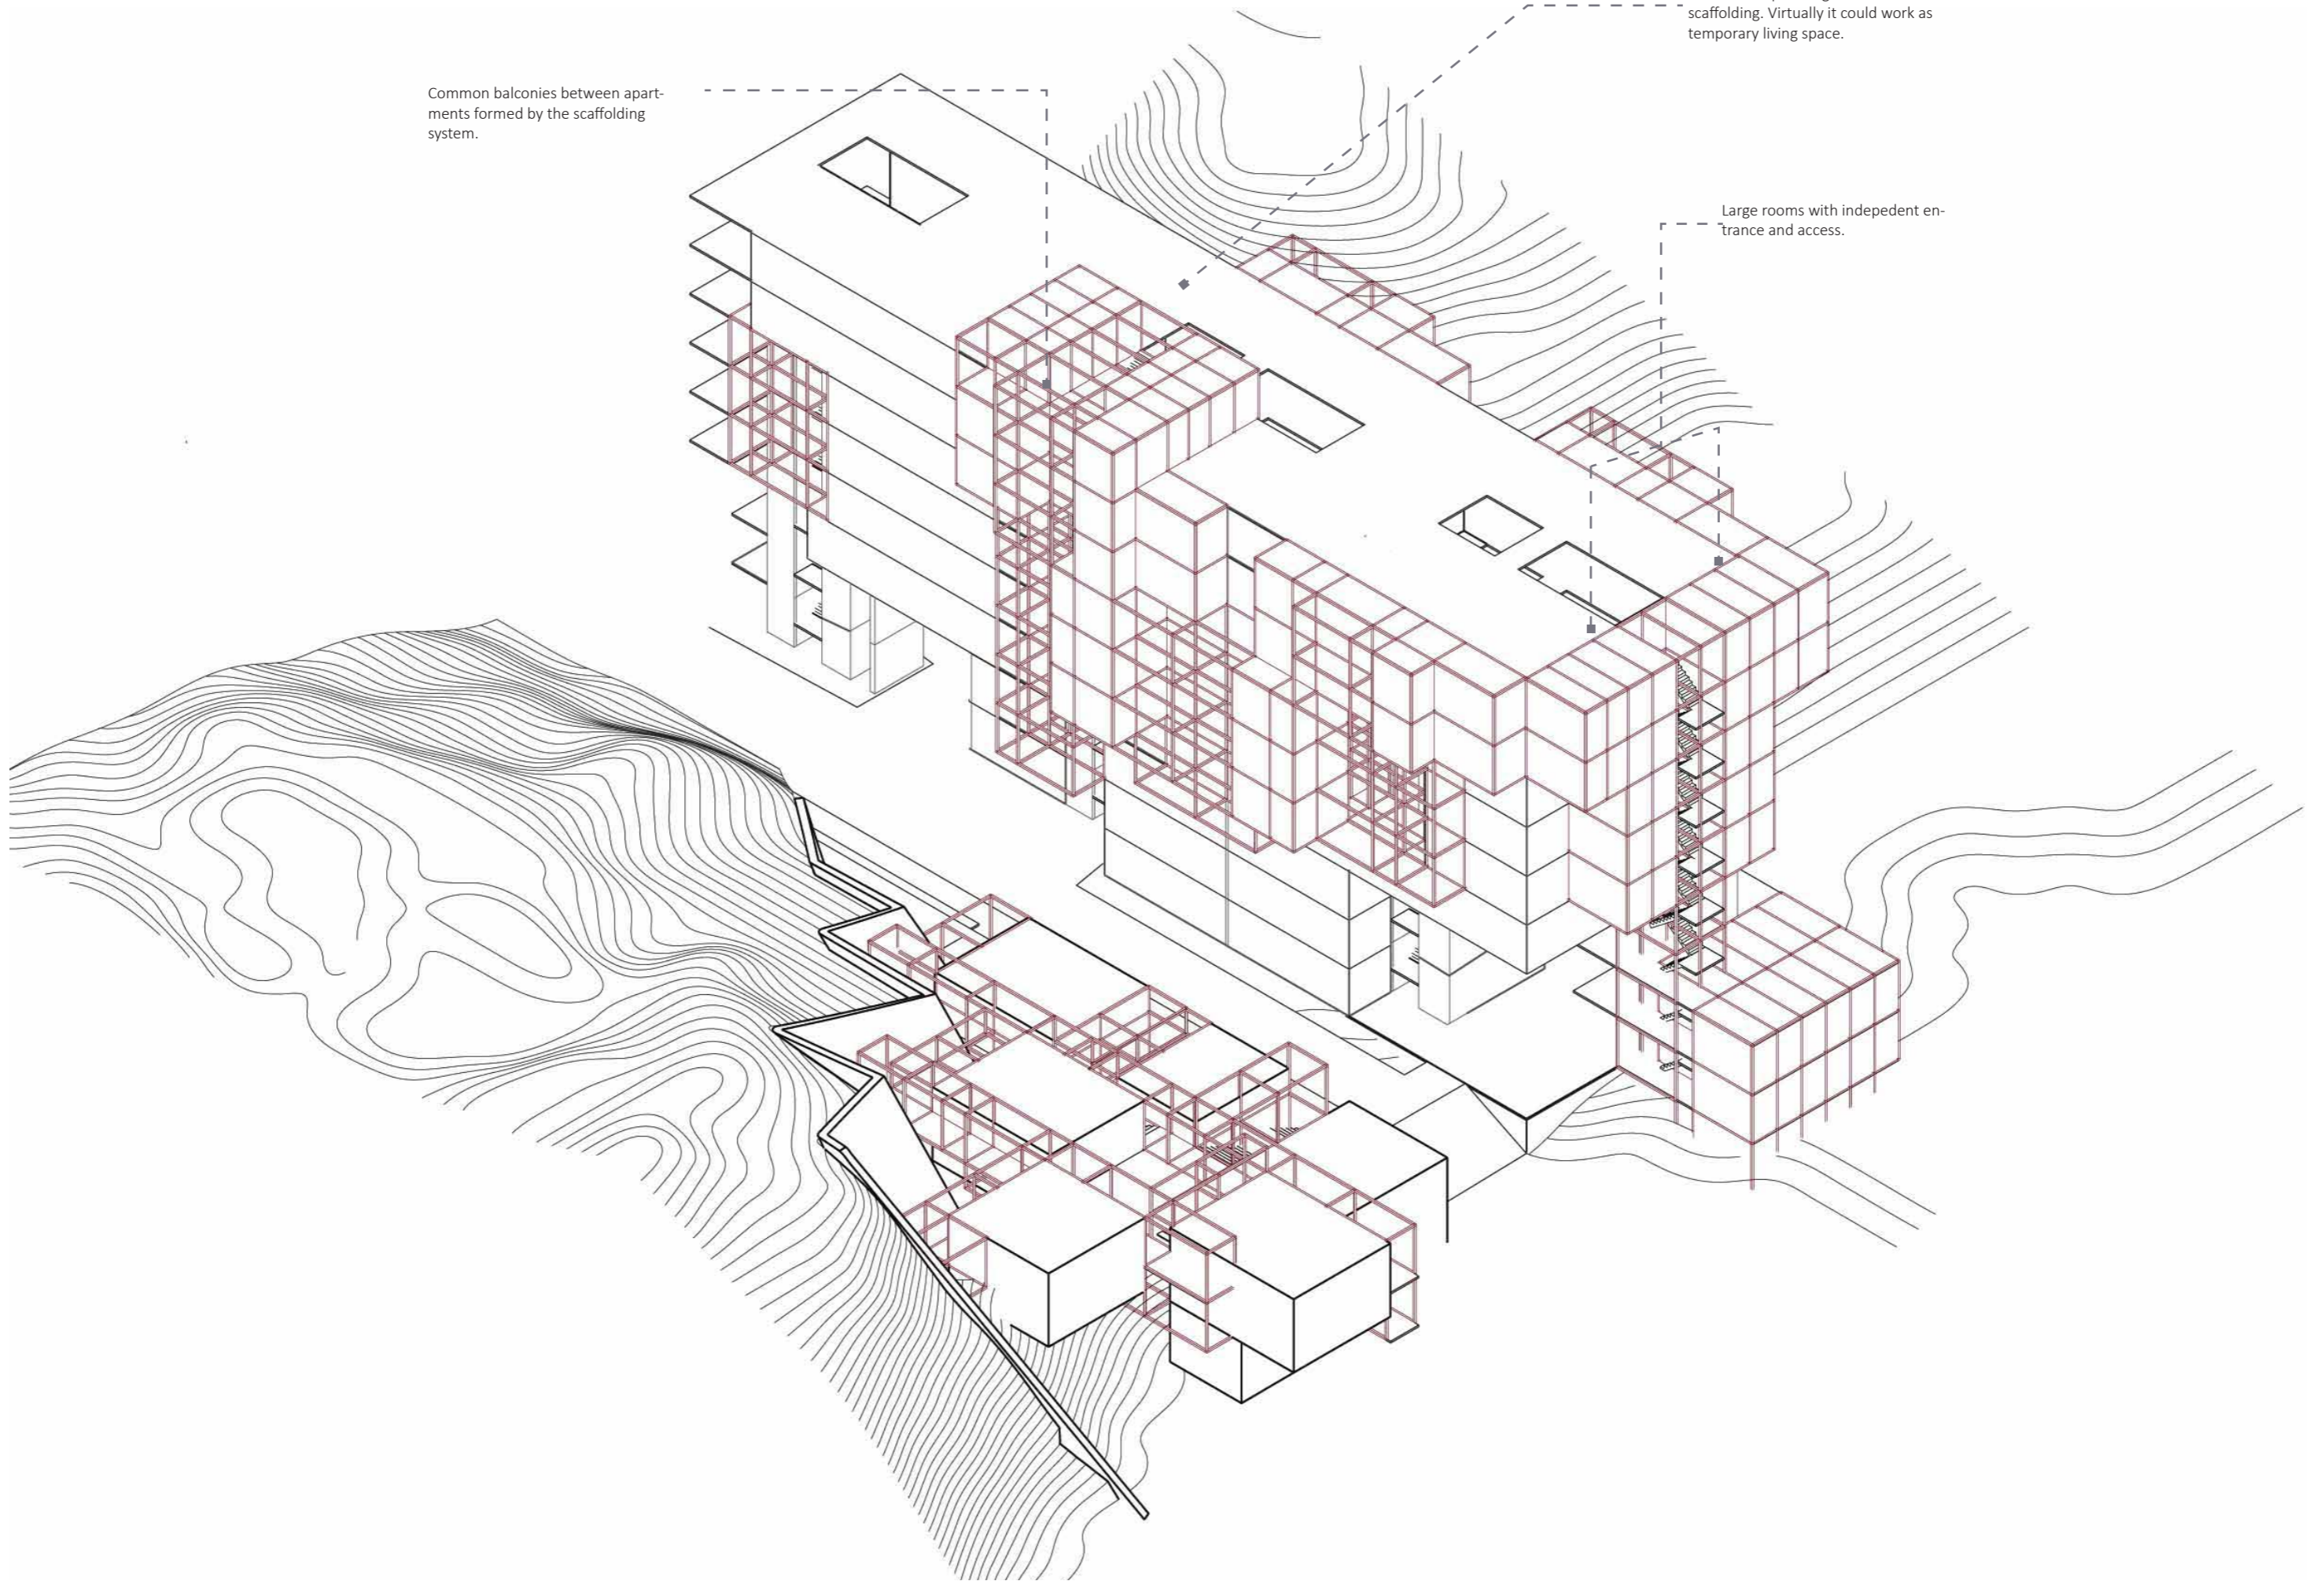 scaffolding. Virtually it could work as
temporary living space.
Common balconies between apart-
ments formed by the scaffolding
system.
Large rooms with indepedent en-
trance and access.